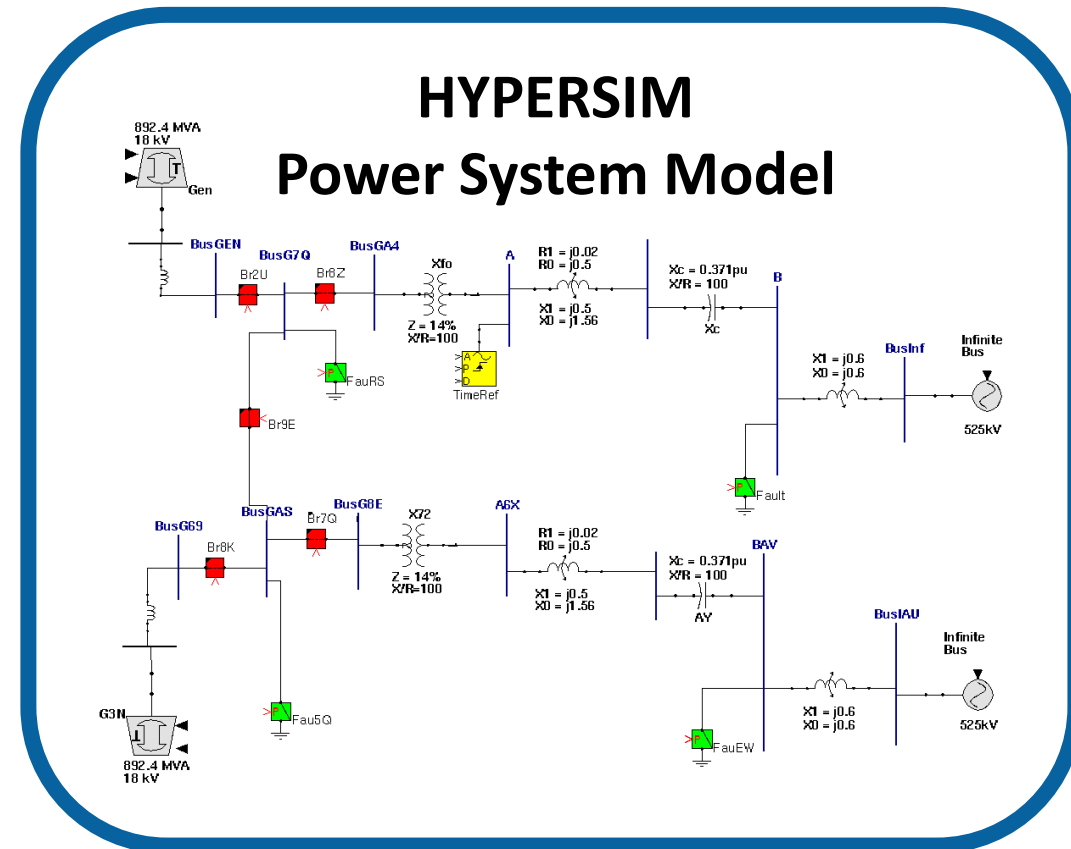 HYPERSIM
Power System Model
892.4 MVA
18 kV
T
Gen
BusGEN
BusG7Q
BusGA4
Br2U
Br6Z
Xfo
Z = 14%
X/R=100
A
R1 = j0.02
R0 = j0.5
X1 = j0.5
X0 = j1.56
Xc = 0.371pu
X/R = 100
Xc
B
X1 = j0.6
X0 = j0.6
BusInf
Infinite
Bus
525kV
P
FauRS
A
P
D
TimeRef
Br9E
P
Fault
BusG69
Br8K
BusGAS
Br7Q
BusG8E
X72
Z = 14%
X/R=100
A6X
R1 = j0.02
R0 = j0.5
X1 = j0.5
X0 = j1.56
Xc = 0.371pu
X/R = 100
AY
BAV
X1 = j0.6
X0 = j0.6
BusIAU
Infinite
Bus
525kV
G3N
T
892.4 MVA
18 kV
P
Fau5Q
P
FauEW